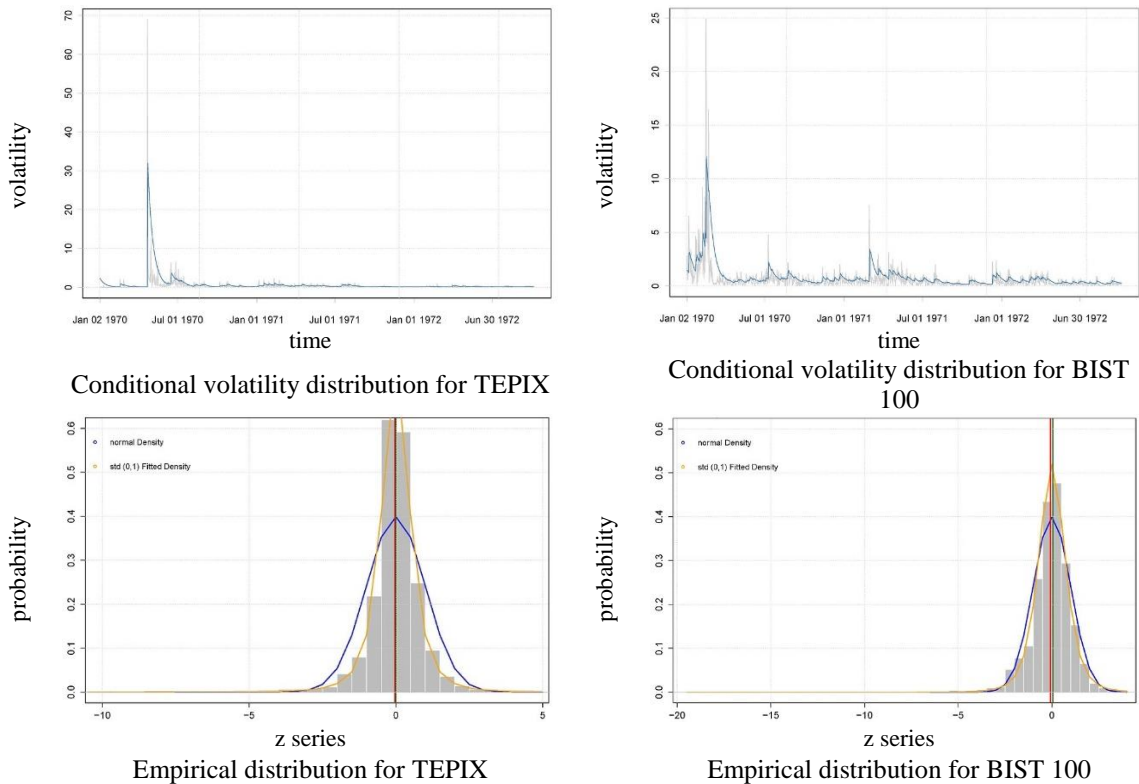 volatility
70
60
50
40
30
20
10
0
Jan 02 1970 Jul 01 1970 Jan 01 1971 Jul 01 1971 Jan 01 1972 Jun 30 1972
time
Conditional volatility distribution for TEPIX
volatility
25
20
15
10
5
0
Jan 02 1970 Jul 01 1970 Jan 01 1971 Jul 01 1971 Jan 01 1972 Jun 30 1972
time
Conditional volatility distribution for BIST
100
probability
0.6
0.5
0.4
0.3
0.2
0.1
0.0
normal Density
std (0,1) Fitted Density
−10 −5 0 5
z series
Empirical distribution for TEPIX
probability
0.6
0.5
0.4
0.3
0.2
0.1
0.0
normal Density
std (0,1) Fitted Density
−20 −15 −10 −5 0
z series
Empirical distribution for BIST 100